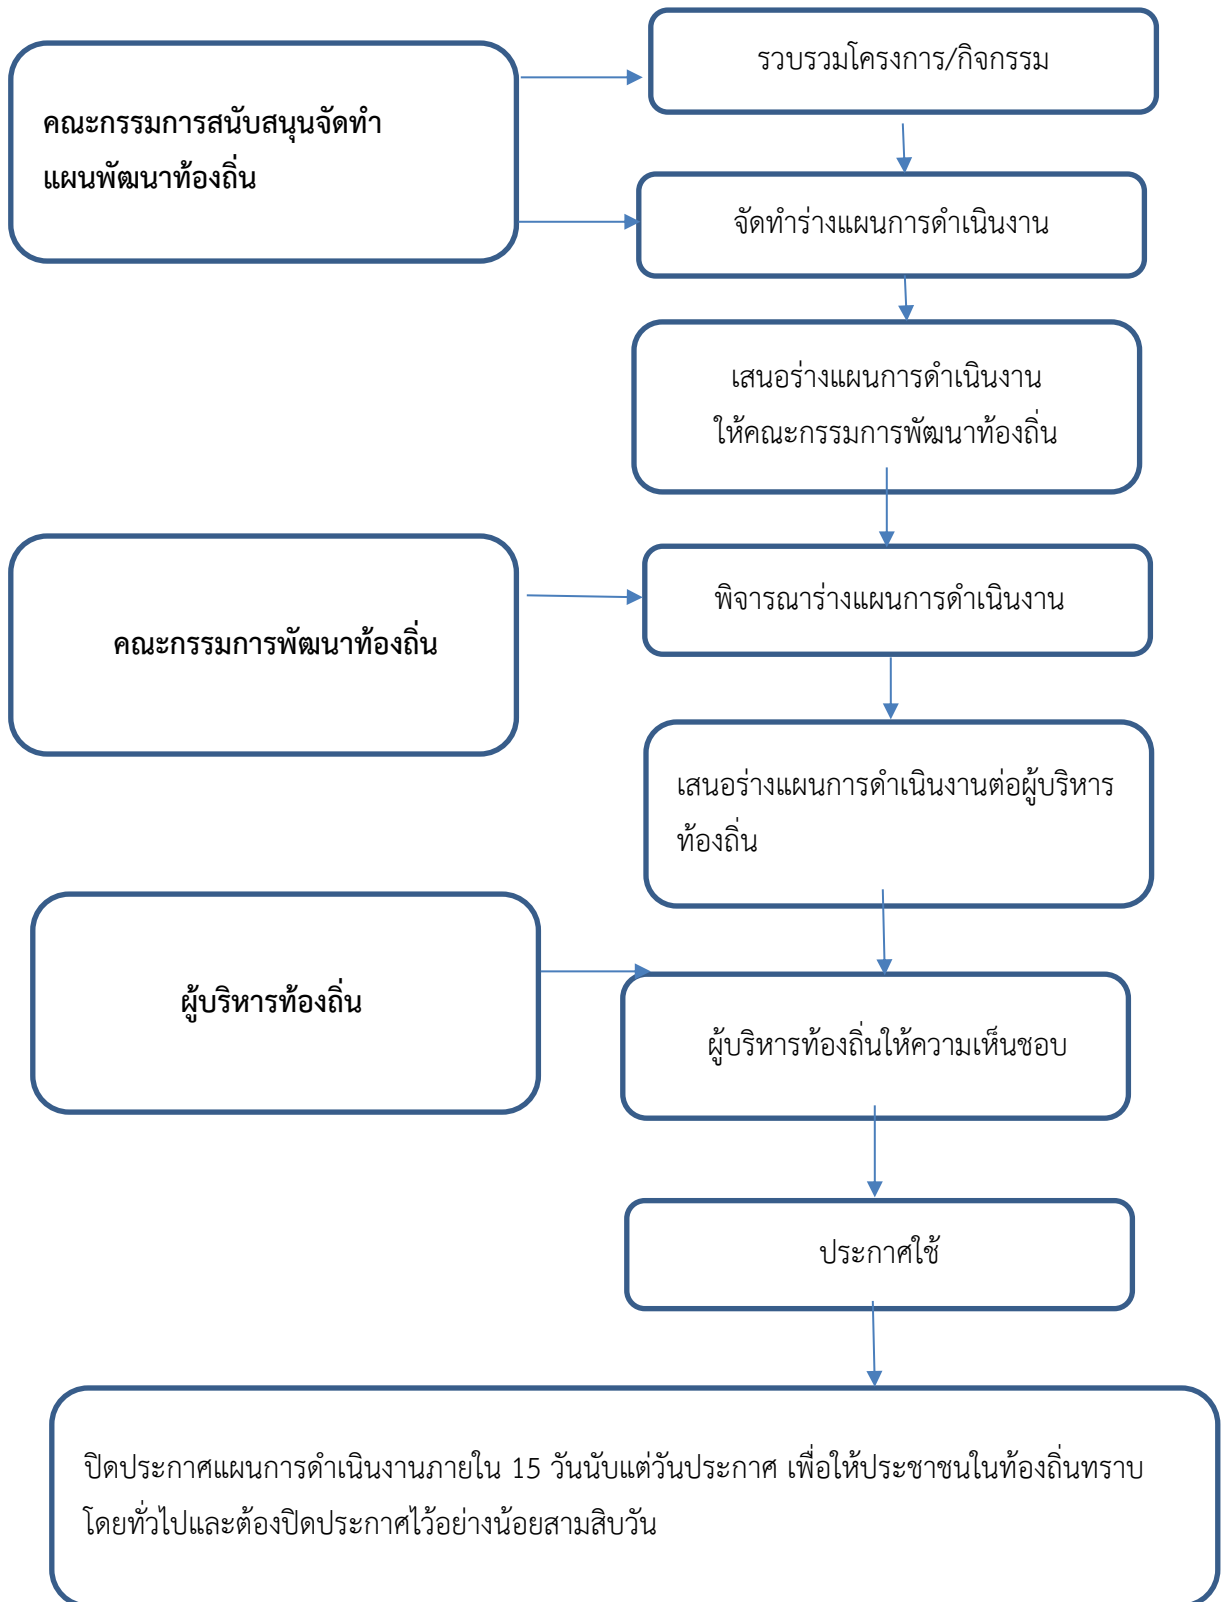 รวบรวมโครงการ/กิจกรรม
คณะกรรมการสนับสนุนจัดทำ
แผนพัฒนาท้องถิ่น
จัดทำร่างแผนการดำเนินงาน
เสนอร่างแผนการดำเนินงาน
ให้คณะกรรมการพัฒนาท้องถิ่น
คณะกรรมการพัฒนาท้องถิ่น
พิจารณาร่างแผนการดำเนินงาน
เสนอร่างแผนการดำเนินงานต่อผู้บริหาร
ท้องถิ่น
ผู้บริหารท้องถิ่น
ผู้บริหารท้องถิ่นให้ความเห็นชอบ
ประกาศใช้
ปิดประกาศแผนการดำเนินงานภายใน 15 วันนับแต่วันประกาศ เพื่อให้ประชาชนในท้องถิ่นทราบ
โดยทั่วไปและต้องปิดประกาศไว้อย่างน้อยสามสิบวัน